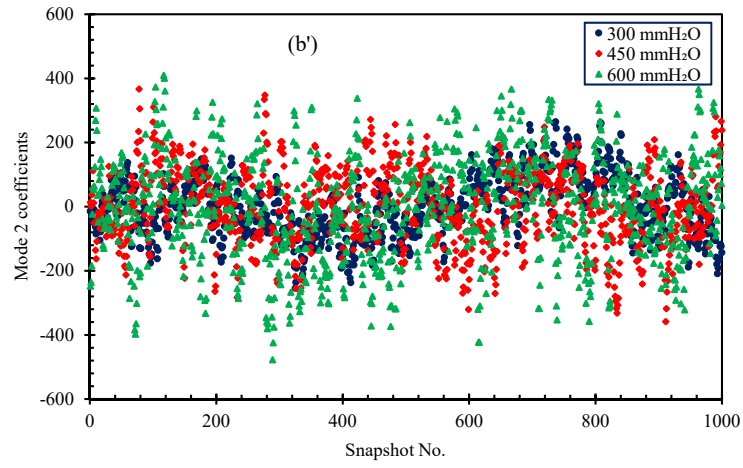 600
400
200
0
-200
-400
-600
Mode 2 coefficients
(b')
300 mmH₂O
450 mmH₂O
600 mmH₂O
0 200 400 600 800 1000
Snapshot No.